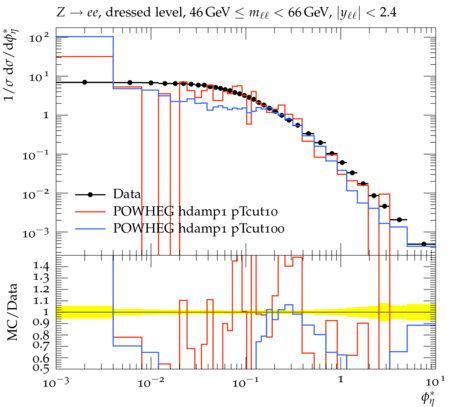 Z → ee, dressed level, 46 GeV ≤ mℓℓ < 66 GeV, |yℓℓ| < 2.4
1/σ dσ/dφ*η
10²
10¹
1
10⁻¹
10⁻²
10⁻³
Data
POWHEG hdamp1 pTcut10
POWHEG hdamp1 pTcut100
MC/Data
1.4
1.3
1.2
1.1
1
0.9
0.8
0.7
0.6
0.5
10⁻³ 10⁻² 10⁻¹ 1 10¹
φ*η